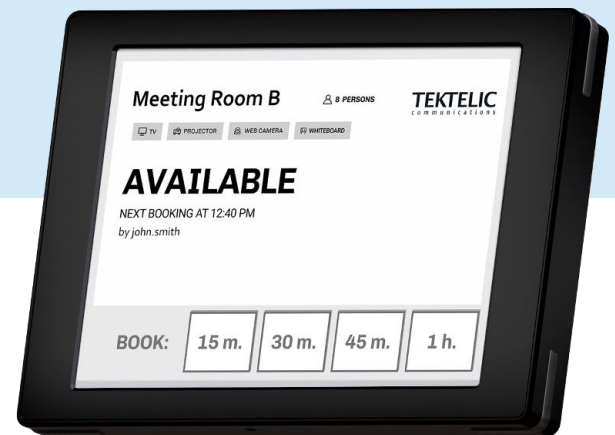 Meeting Room B
8 PERSONS
TEKTELIC
communications
TV PROJECTOR WEB CAMERA WHITEBOARD
AVAILABLE
NEXT BOOKING AT 12:40 PM
by john.smith
BOOK: 15 m. 30 m. 45 m. 1 h.